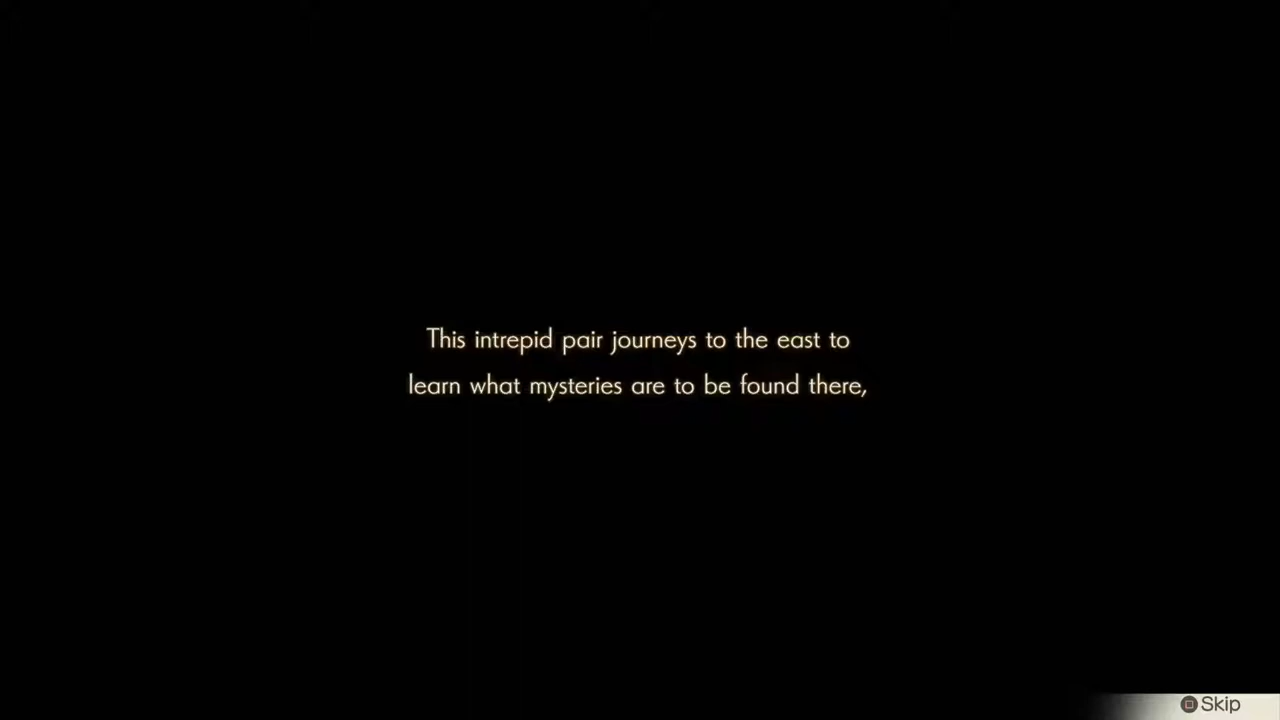 This intrepid pair journeys to the east to
learn what mysteries are to be found there,
Skip